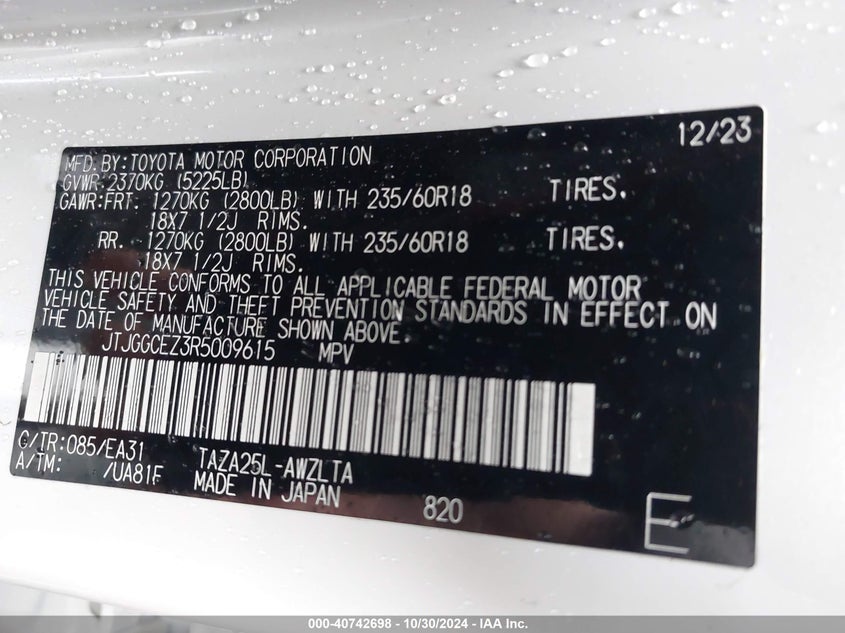 12/23
MFD. BY: TOYOTA MOTOR CORPORATION
GVWR: 2370KG (5225LB)
GAWR: FRT. 1270KG (2800LB) WITH 235/60R18 TIRES.
18X7 1/2J RIMS.
RR. 1270KG (2800LB) WITH 235/60R18 TIRES.
18X7 1/2J RIMS.
THIS VEHICLE CONFORMS TO ALL APPLICABLE FEDERAL MOTOR
VEHICLE SAFETY AND THEFT PREVENTION STANDARDS IN EFFECT ON
THE DATE OF MANUFACTURE SHOWN ABOVE.
JTJGGCEZ3R5009615 MPV
C/TR: 085/EA31 TAZA25L-AWZLTA
A/TM: /UA81F MADE IN JAPAN 820
E
000-40742698 - 10/30/2024 - IAA Inc.